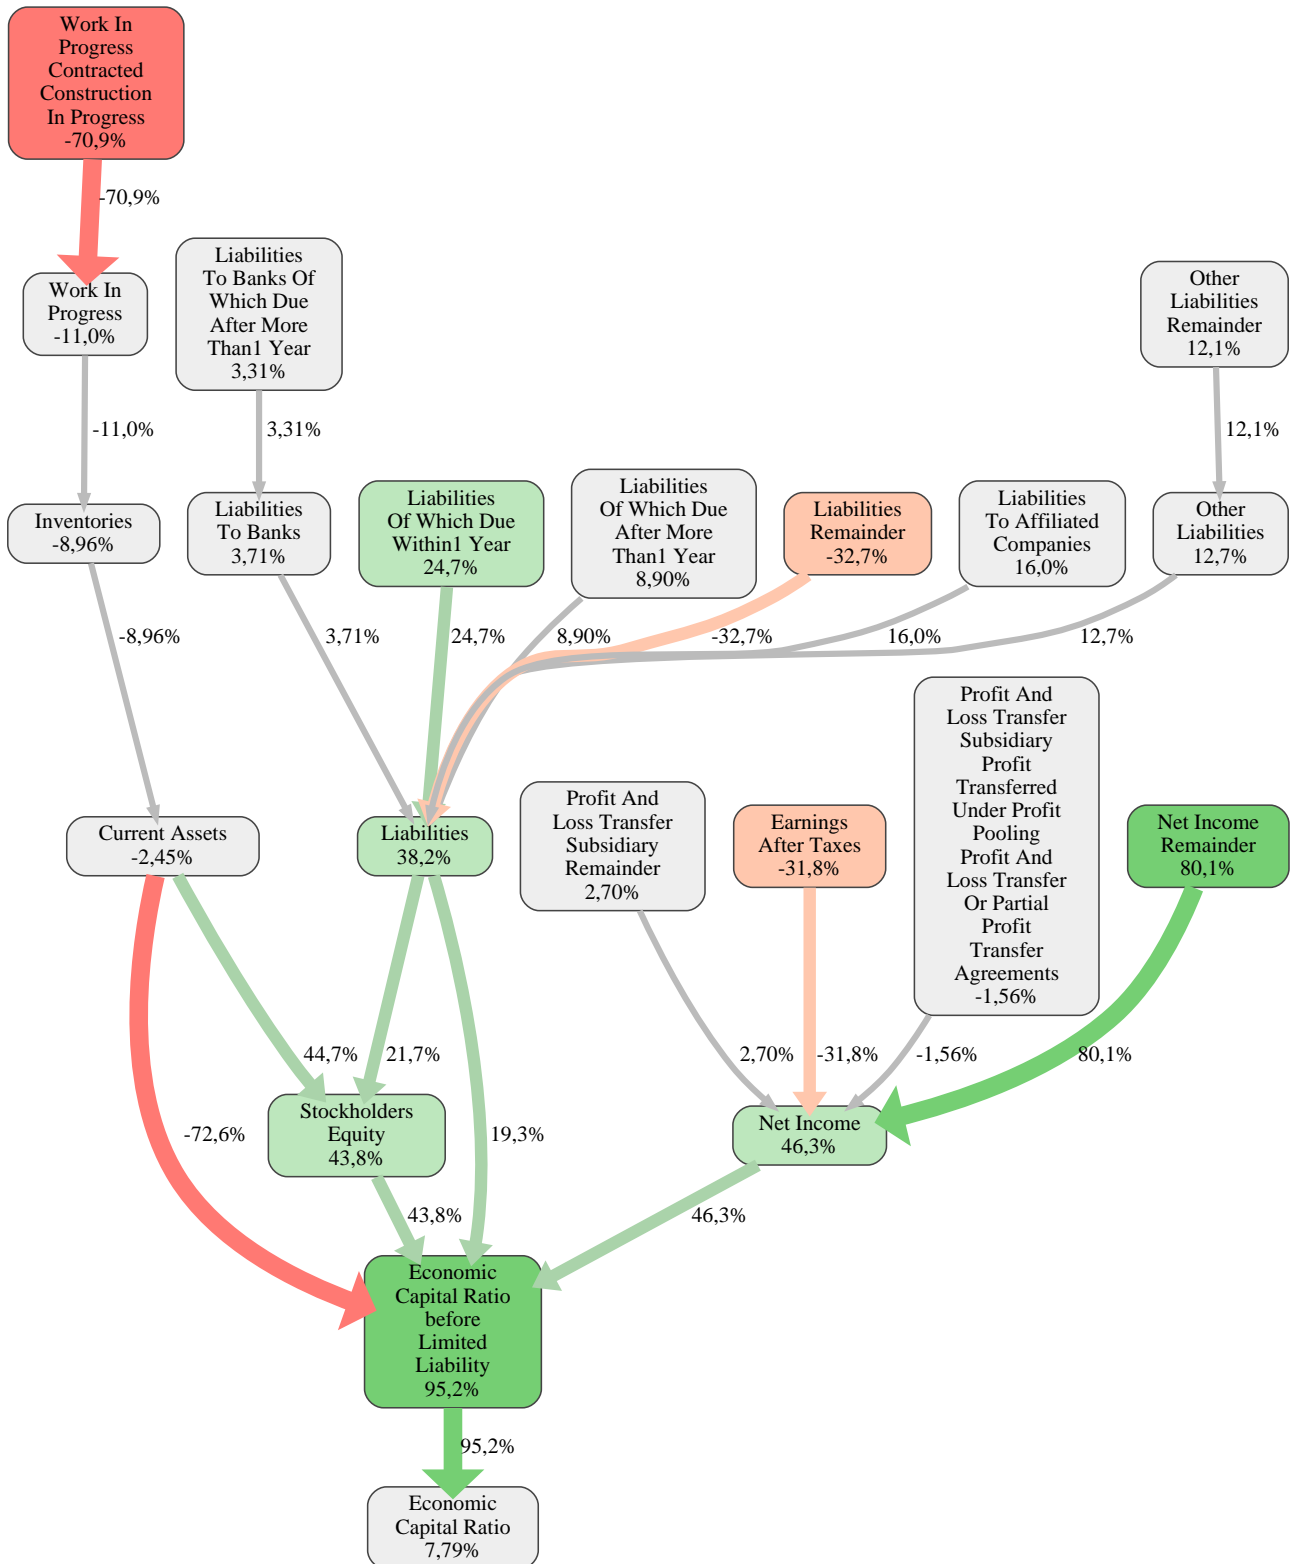 Work In
Progress
Contracted
Construction
In Progress
-70,9%
-70,9%
Work In
Progress
-11,0%
Liabilities
To Banks Of
Which Due
After More
Than1 Year
3,31%
Other
Liabilities
Remainder
12,1%
-11,0%
3,31%
12,1%
Inventories
-8,96%
Liabilities
To Banks
3,71%
Liabilities
Of Which Due
Within1 Year
24,7%
Liabilities
Of Which Due
After More
Than1 Year
8,90%
Liabilities
Remainder
-32,7%
Liabilities
To Affiliated
Companies
16,0%
Other
Liabilities
12,7%
-8,96%
3,71%
24,7%
8,90%
-32,7%
16,0%
12,7%
Current Assets
-2,45%
Liabilities
38,2%
Profit And
Loss Transfer
Subsidiary
Remainder
2,70%
Earnings
After Taxes
-31,8%
Profit And
Loss Transfer
Subsidiary
Profit
Transferred
Under Profit
Pooling
Profit And
Loss Transfer
Or Partial
Profit
Transfer
Agreements
-1,56%
Net Income
Remainder
80,1%
44,7%
21,7%
2,70%
-31,8%
-1,56%
80,1%
-72,6%
Stockholders
Equity
43,8%
19,3%
Net Income
46,3%
43,8%
46,3%
Economic
Capital Ratio
before
Limited
Liability
95,2%
95,2%
Economic
Capital Ratio
7,79%